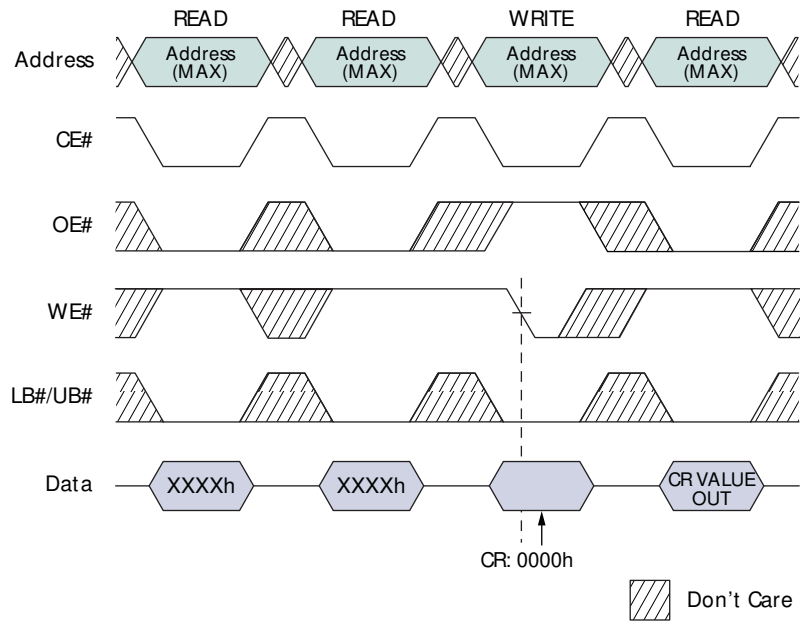 READ READ WRITE READ
Address
Address
(MAX)
Address
(MAX)
Address
(MAX)
Address
(MAX)
CE#
OE#
WE#
LB#/UB#
Data
XXXXh
XXXXh
CR VALUE
OUT
CR: 0000h
Don't Care